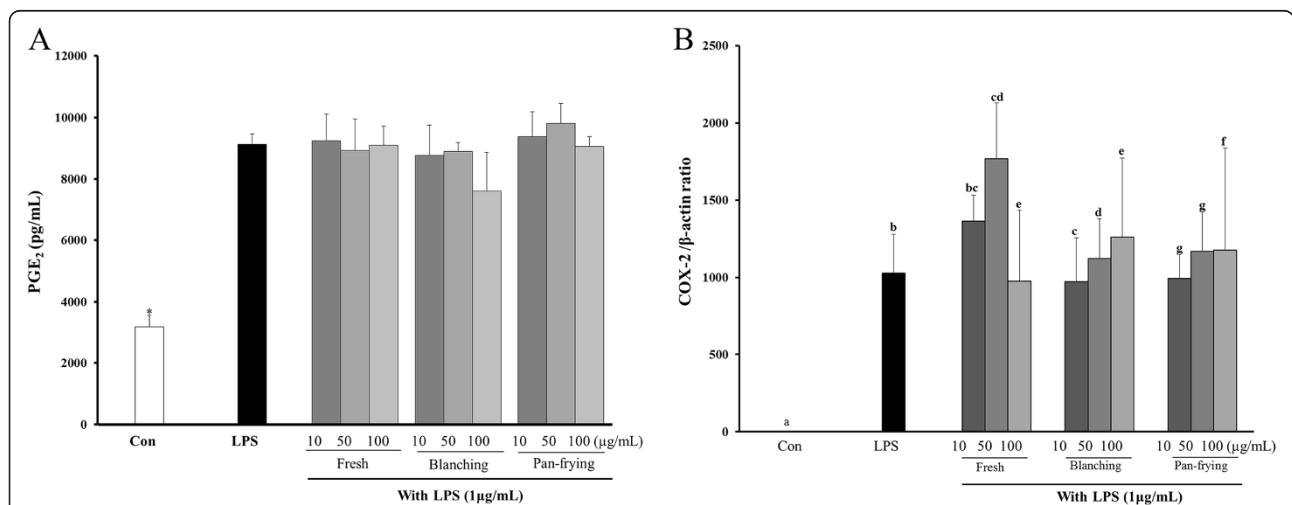 A
12000
10000
8000
6000
4000
2000
0
PGE₂ (pg/mL)
*
Con
LPS
10 50 100 10 50 100 10 50 100 (μg/mL)
Fresh Blanching Pan-frying
With LPS (1μg/mL)
B
2500
2000
1500
1000
500
0
COX-2 /β-actin ratio
a
b
bc
cd
e
c
d
e
g
g
f
Con
LPS
10 50 100 10 50 100 10 50 100 (μg/mL)
Fresh Blanching Pan-frying
With LPS (1μg/mL)